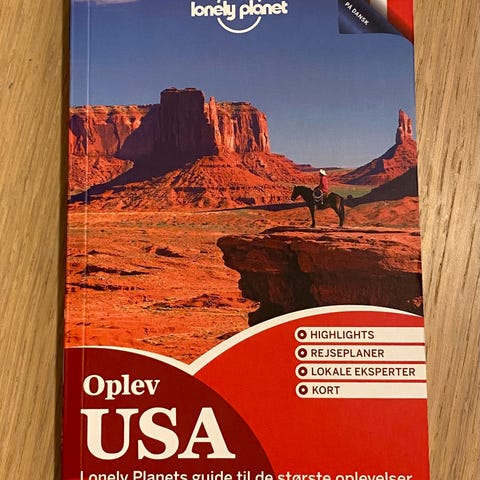 lonely planet
PÅ DANSK
HIGHLIGHTS
REJSEPLANER
LOKALE EKSPERTER
KORT
Oplev
USA
Lonely Planets guide til de største oplevelser